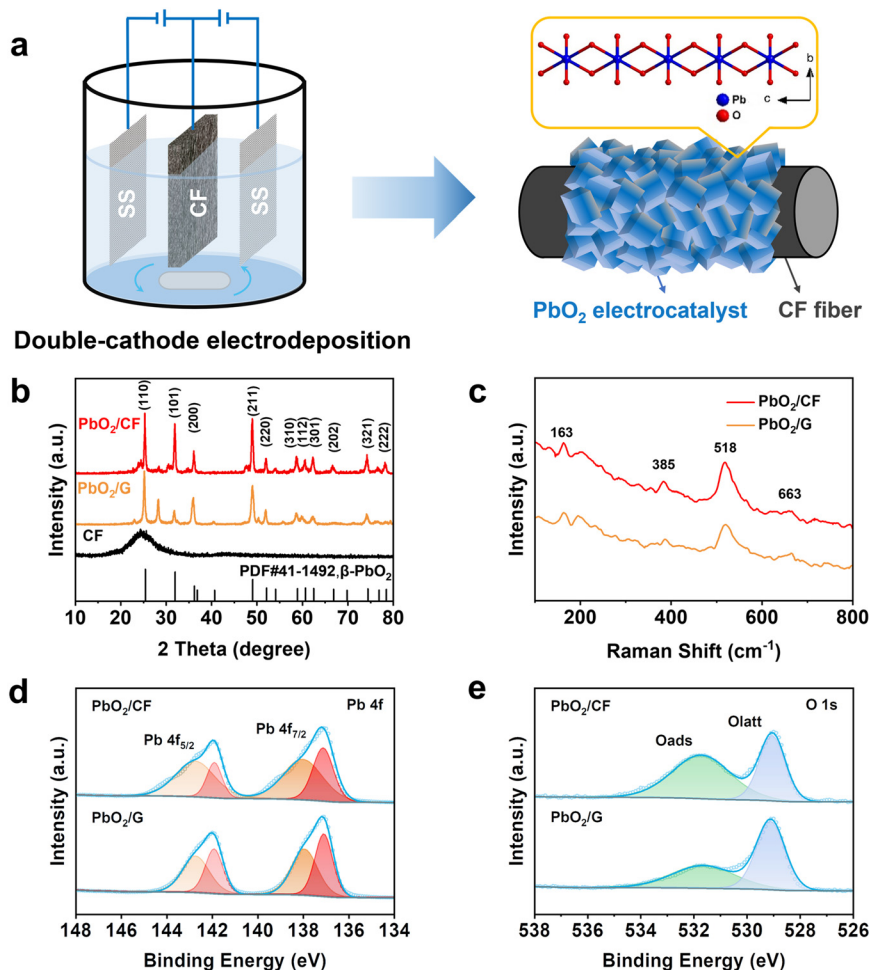 a
SS
CF
SS
Double-cathode electrodeposition
b
c
Pb
O
PbO₂ electrocatalyst
CF fiber
b
Intensity (a.u.)
PbO₂/CF
PbO₂/G
CF
(110)
(101)
(200)
(211)
(220)
(310)
(112)
(301)
(202)
(321)
(222)
PDF#41-1492,β-PbO₂
10 20 30 40 50 60 70 80
2 Theta (degree)
c
Intensity (a.u.)
PbO₂/CF
PbO₂/G
163
385
518
663
200 400 600 800
Raman Shift (cm⁻¹)
d
Intensity (a.u.)
PbO₂/CF
Pb 4f
Pb 4f₅/₂
Pb 4f₇/₂
PbO₂/G
148 146 144 142 140 138 136 134
Binding Energy (eV)
e
Intensity (a.u.)
PbO₂/CF
O 1s
Oads
Olatt
PbO₂/G
538 536 534 532 530 528 526
Binding Energy (eV)